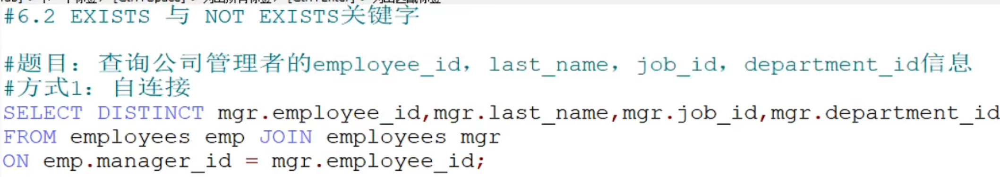 #6.2 EXISTS 与 NOT EXISTS关键字
#题目：查询公司管理者的employee_id，last_name，job_id，department_id信息
#方式1：自连接
SELECT DISTINCT mgr.employee_id,mgr.last_name,mgr.job_id,mgr.department_id
FROM employees emp JOIN employees mgr
ON emp.manager_id = mgr.employee_id;